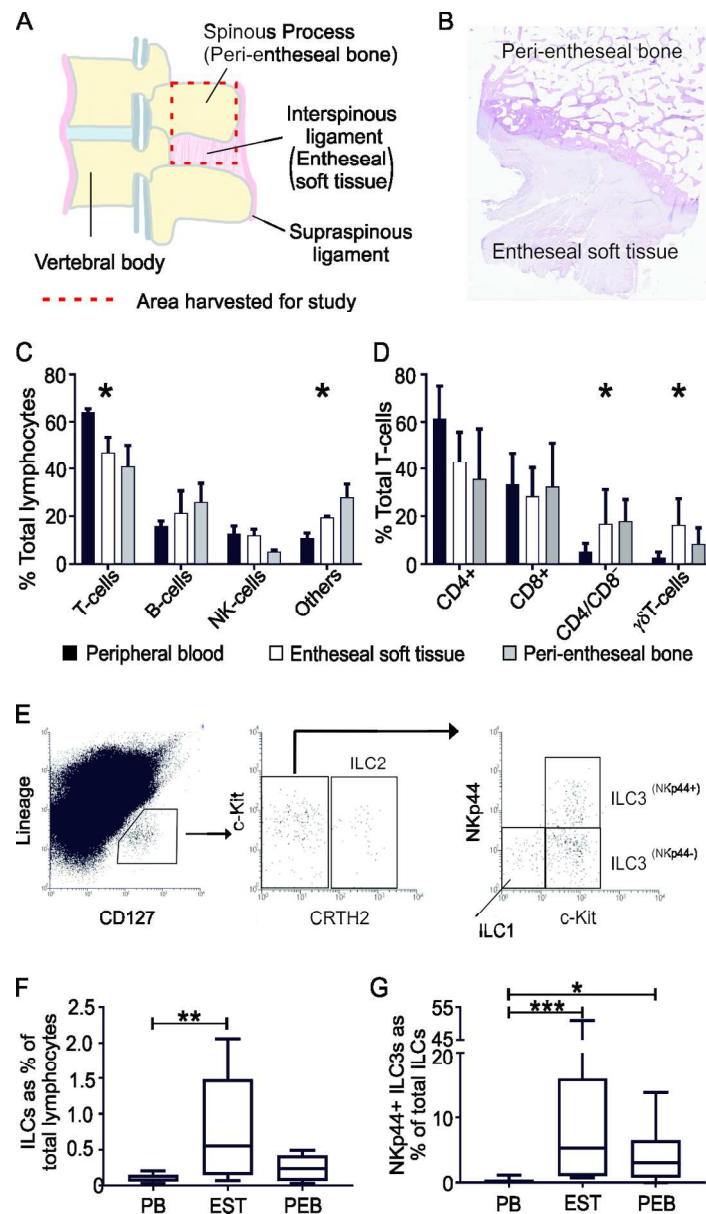 A
Spinous Process
(Peri-entheseal bone)
Interspinous
ligament
(Entheseal
soft tissue)
Supraspinous
ligament
Vertebral body
Area harvested for study
B
Peri-entheseal bone
Entheseal soft tissue
C
% Total lymphocytes
80
60
40
20
0
*
*
T-cells
B-cells
NK-cells
Others
D
% Total T-cells
80
60
40
20
0
*
*
CD4+
CD8+
CD4/CD8⁻
γδT-cells
Peripheral blood
Entheseal soft tissue
Peri-entheseal bone
E
Lineage
CD127
c-Kit
ILC2
CRTH2
NKp44
ILC3 (NKp44+)
ILC3 (NKp44-)
ILC1
c-Kit
F
ILCs as % of
total lymphocytes
2.5
2.0
1.5
1.0
0.5
0
**
PB
EST
PEB
G
NKp44+ ILC3s as
% of total ILCs
55
45
20
10
0
*
***
PB
EST
PEB